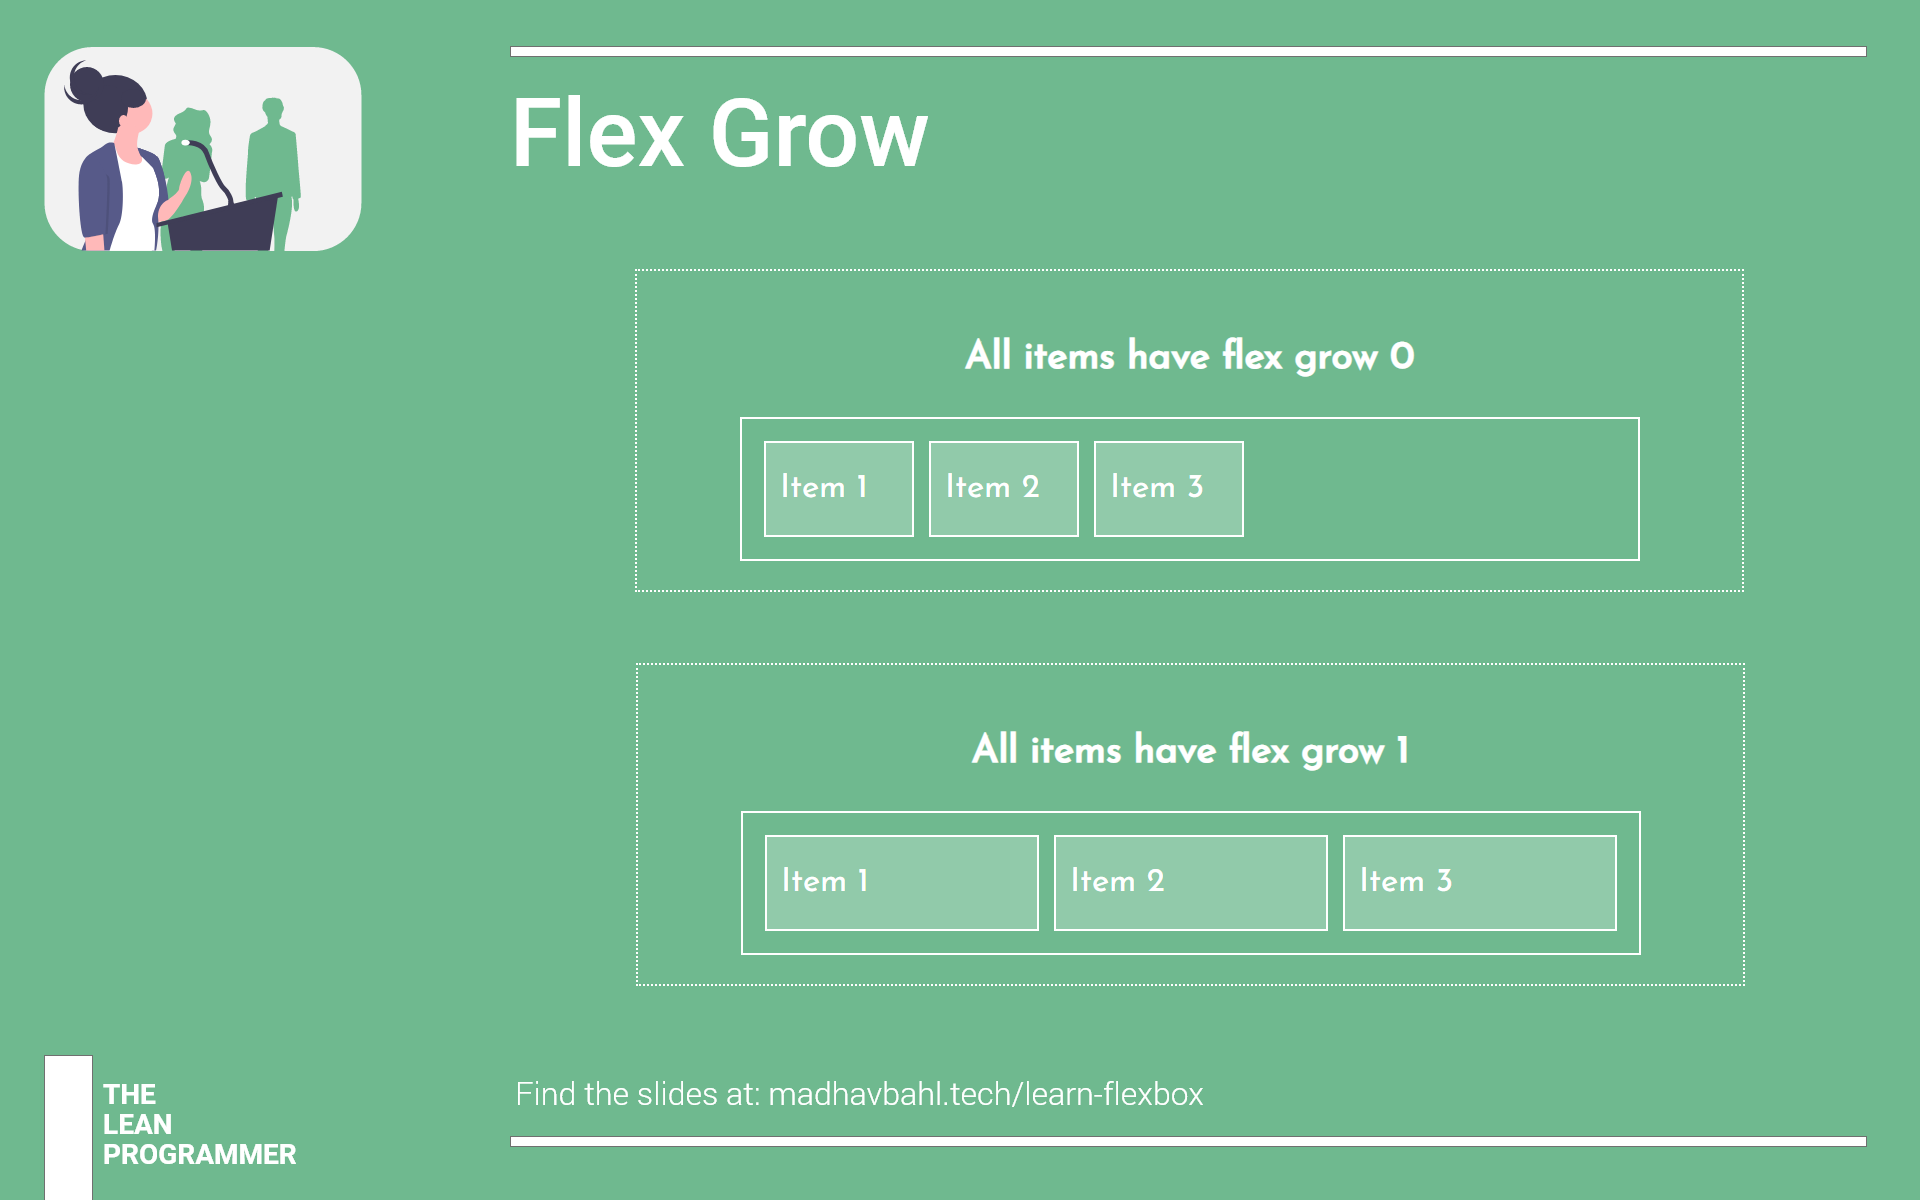 Flex Grow
All items have flex grow 0
Item 1
Item 2
Item 3
All items have flex grow 1
Item 1
Item 2
Item 3
Find the slides at: madhavbahl.tech/learn-flexbox
THE
LEAN
PROGRAMMER